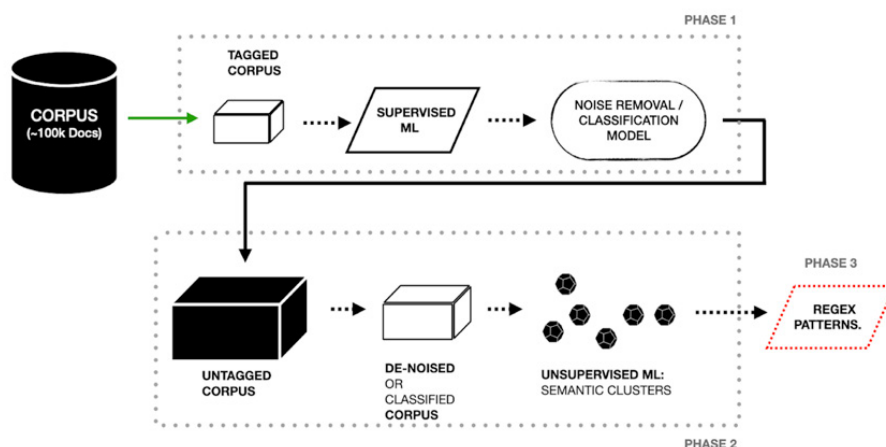 PHASE 1
TAGGED
CORPUS
CORPUS
(~100k Docs)
SUPERVISED
ML
NOISE REMOVAL /
CLASSIFICATION
MODEL
PHASE 3
REGEX
PATTERNS.
UNTAGGED
CORPUS
DE-NOISED
OR
CLASSIFIED
CORPUS
UNSUPERVISED ML:
SEMANTIC CLUSTERS
PHASE 2